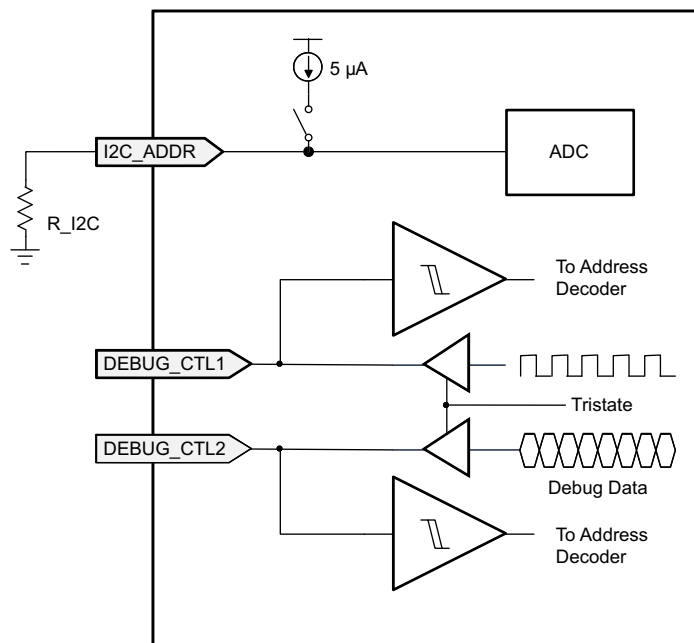 5 µA
I2C_ADDR
ADC
R_I2C
To Address
Decoder
DEBUG_CTL1
Tristate
DEBUG_CTL2
Debug Data
To Address
Decoder